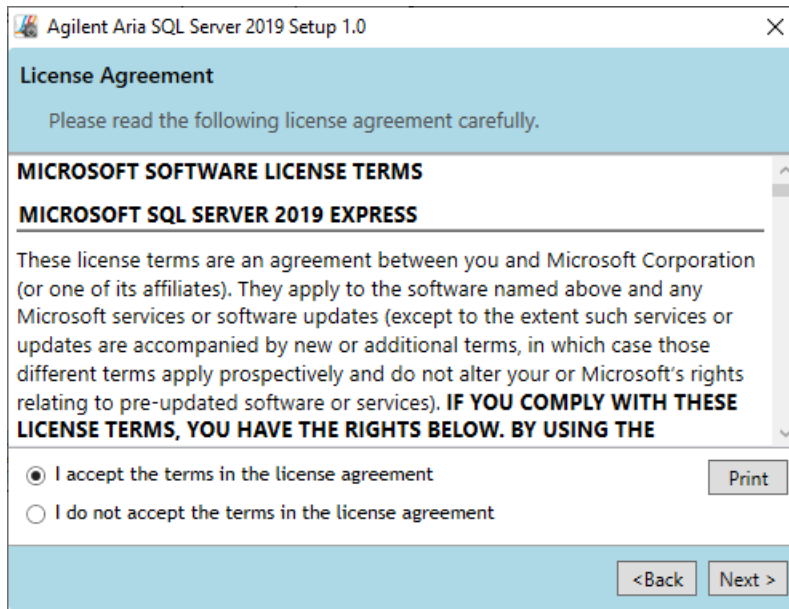 Agilent Aria SQL Server 2019 Setup 1.0
License Agreement
Please read the following license agreement carefully.
MICROSOFT SOFTWARE LICENSE TERMS
MICROSOFT SQL SERVER 2019 EXPRESS
These license terms are an agreement between you and Microsoft Corporation
(or one of its affiliates). They apply to the software named above and any
Microsoft services or software updates (except to the extent such services or
updates are accompanied by new or additional terms, in which case those
different terms apply prospectively and do not alter your or Microsoft’s rights
relating to pre-updated software or services). IF YOU COMPLY WITH THESE
LICENSE TERMS, YOU HAVE THE RIGHTS BELOW. BY USING THE
I accept the terms in the license agreement
Print
I do not accept the terms in the license agreement
<Back
Next >